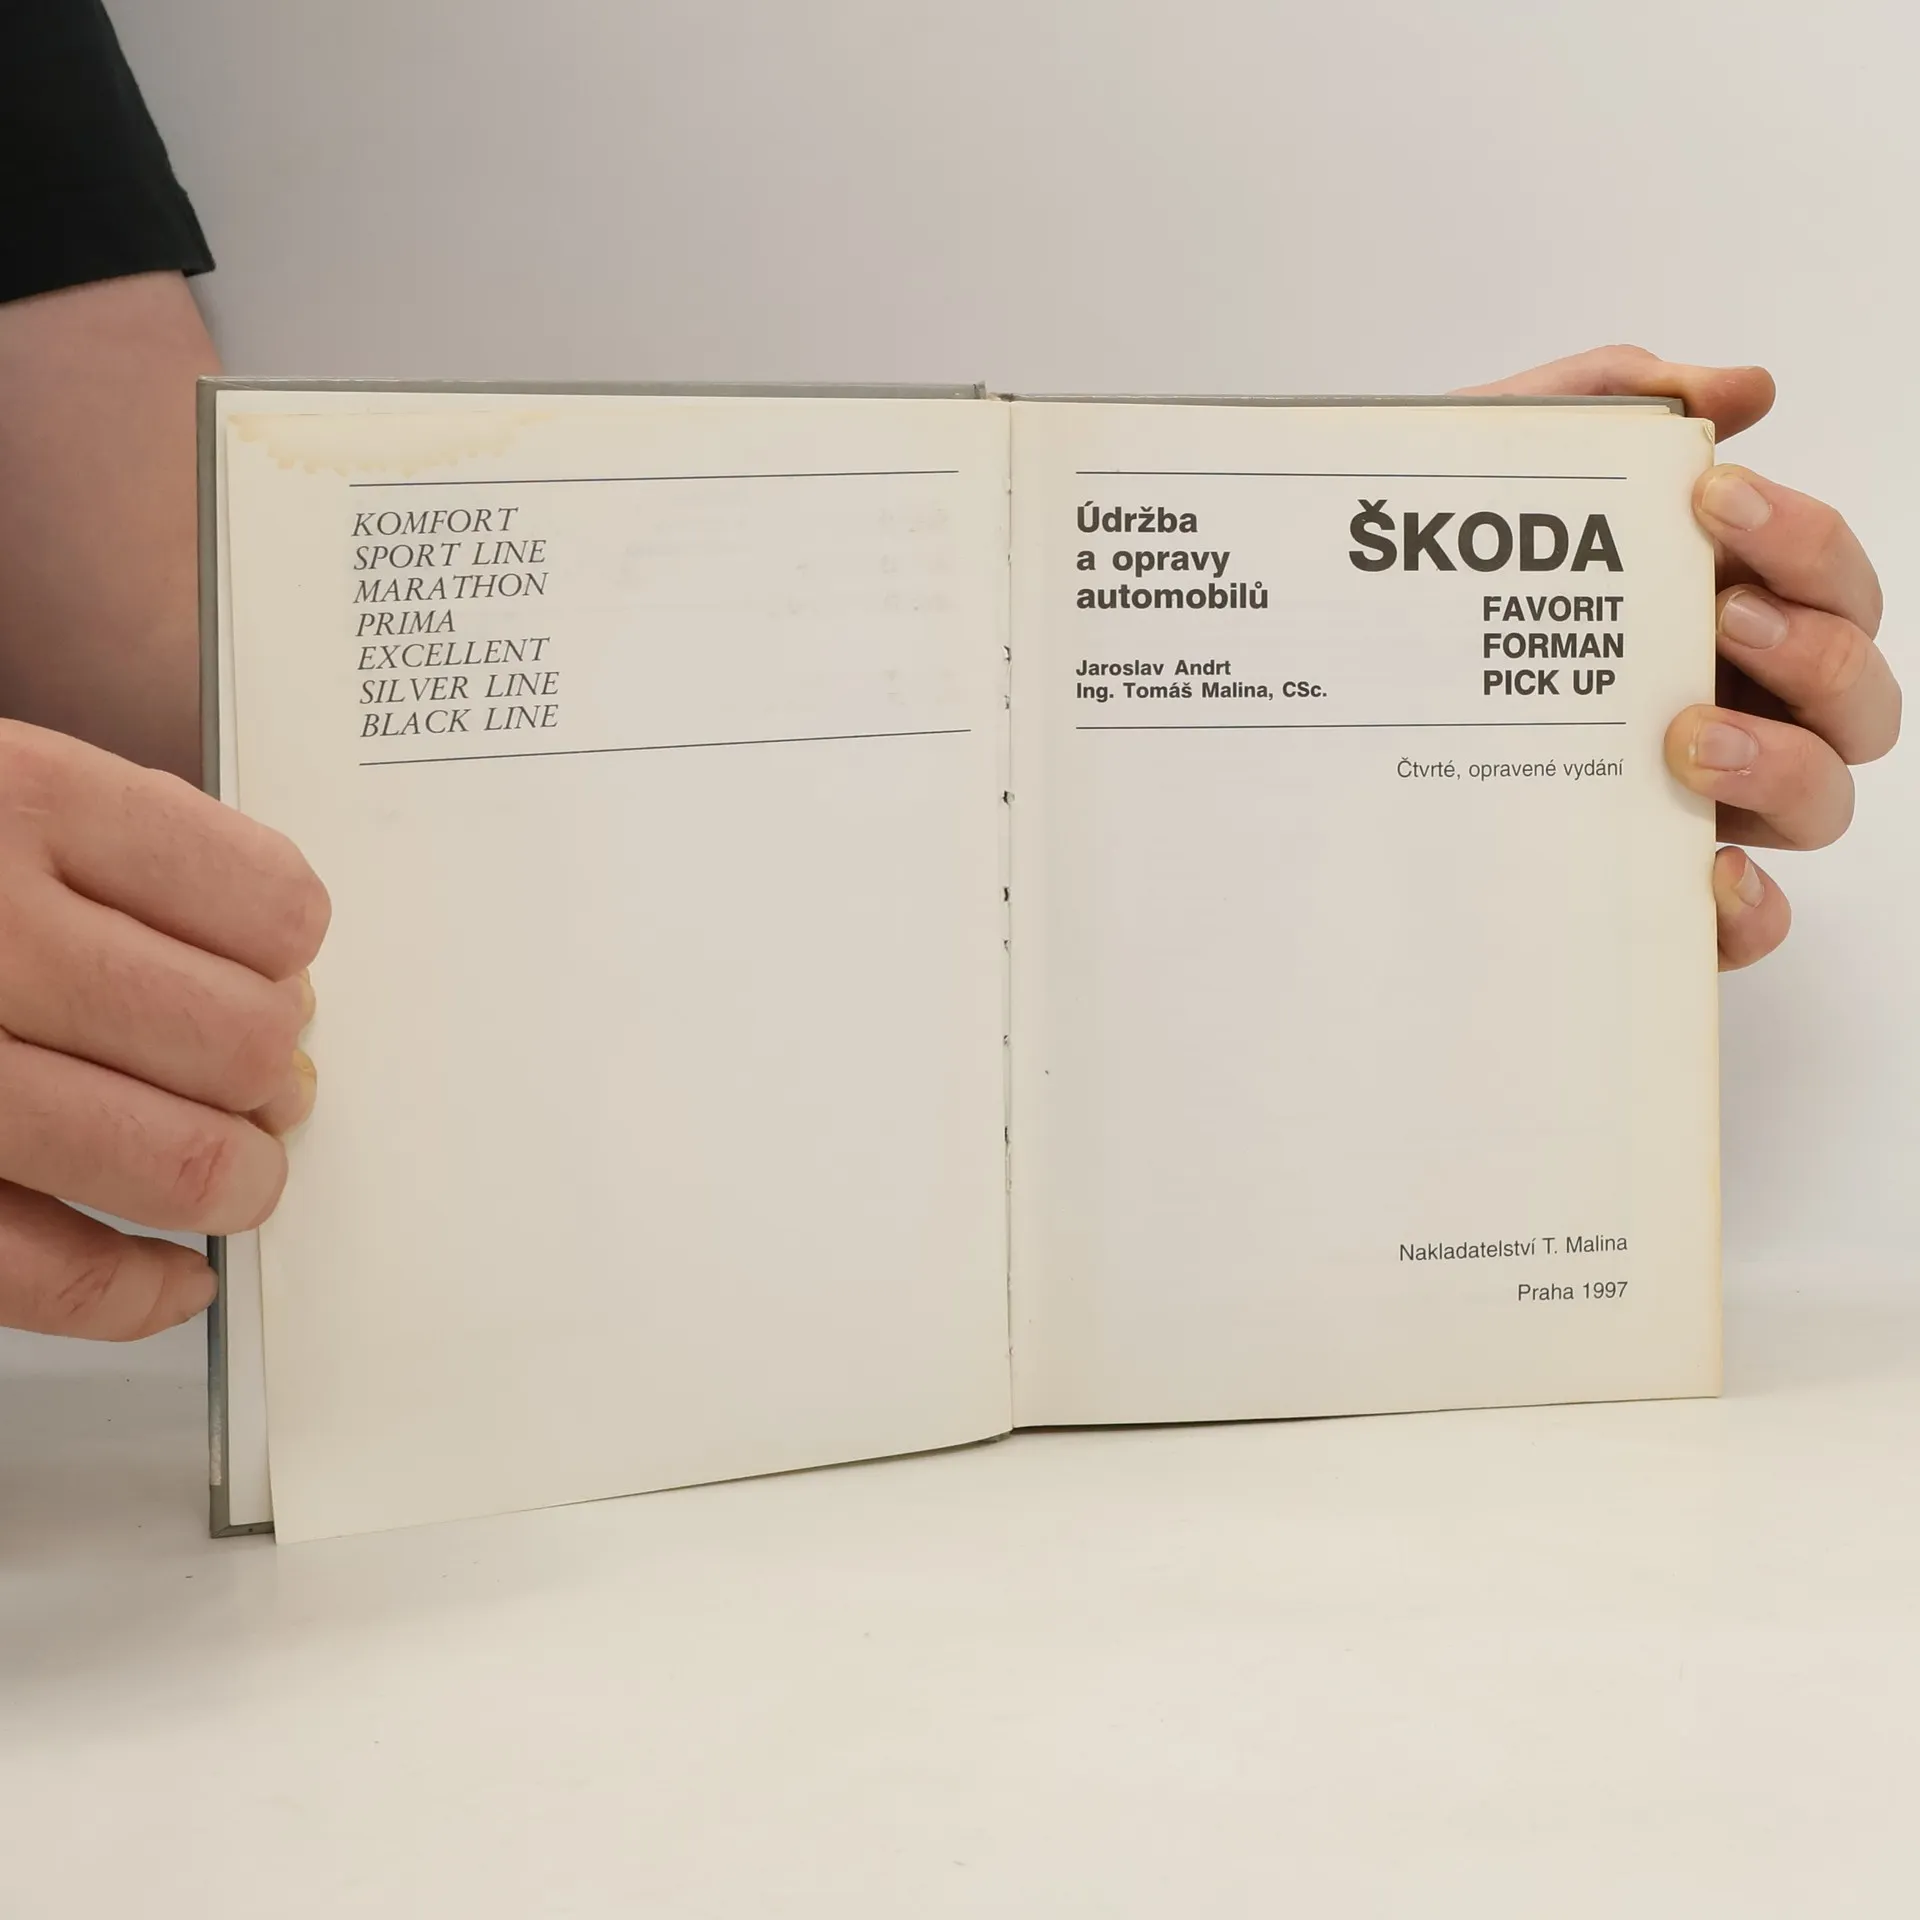 KOMFORT
SPORT LINE
MARATHON
PRIMA
EXCELLENT
SILVER LINE
BLACK LINE
Údržba
a opravy
automobilů
Jaroslav Andrt
Ing. Tomáš Malina, CSc.
ŠKODA
FAVORIT
FORMAN
PICK UP
Čtvrté, opravené vydání
Nakladatelství T. Malina
Praha 1997